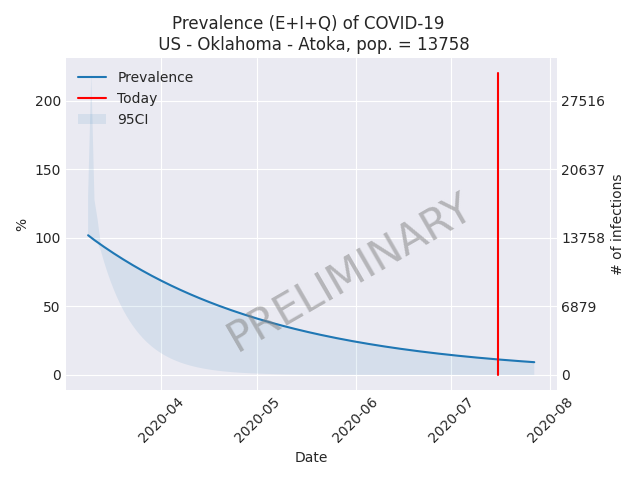 Prevalence (E+I+Q) of COVID-19
US - Oklahoma - Atoka, pop. = 13758
Prevalence
Today
95CI
200
150
100
50
0
%
27516
20637
13758
6879
0
# of infections
PRELIMINARY
2020-04
2020-05
2020-06
2020-07
2020-08
Date